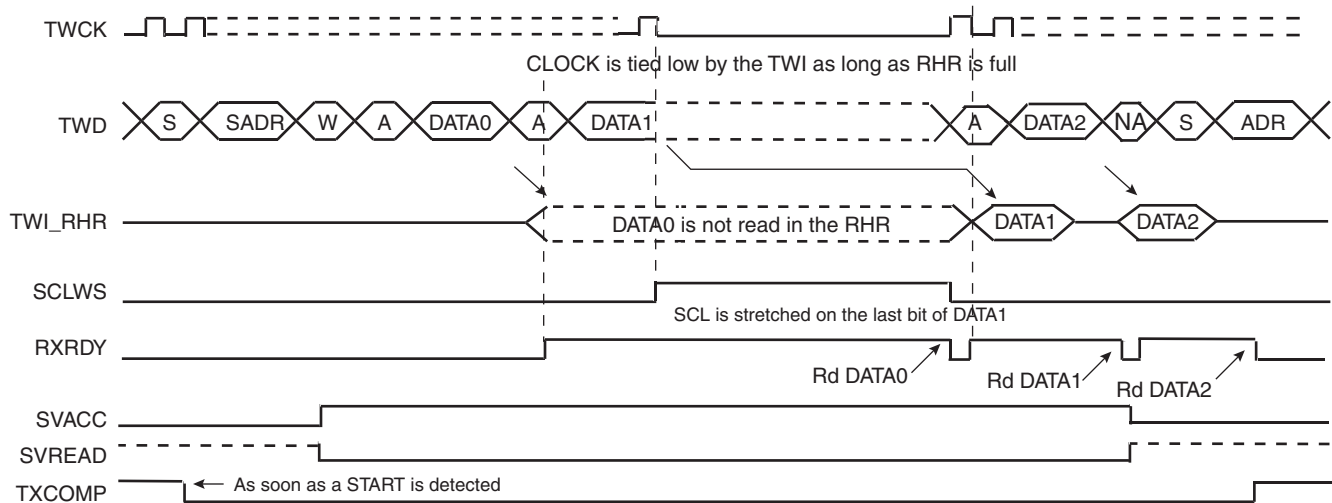 TWCK
CLOCK is tied low by the TWI as long as RHR is full
TWD S SADR W A DATA0 A DATA1 A DATA2 NA S ADR
TWI_RHR DATA0 is not read in the RHR DATA1 DATA2
SCLWS
SCL is stretched on the last bit of DATA1
RXRDY
Rd DATA0 Rd DATA1 Rd DATA2
SVACC
SVREAD
TXCOMP As soon as a START is detected